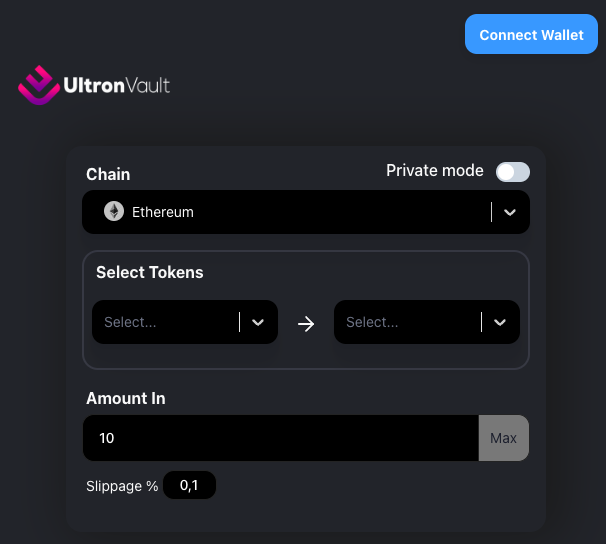 Connect Wallet
UltronVault
Chain
Private mode
Ethereum
Select Tokens
Select...
Select...
Amount In
10
Max
Slippage %
0,1